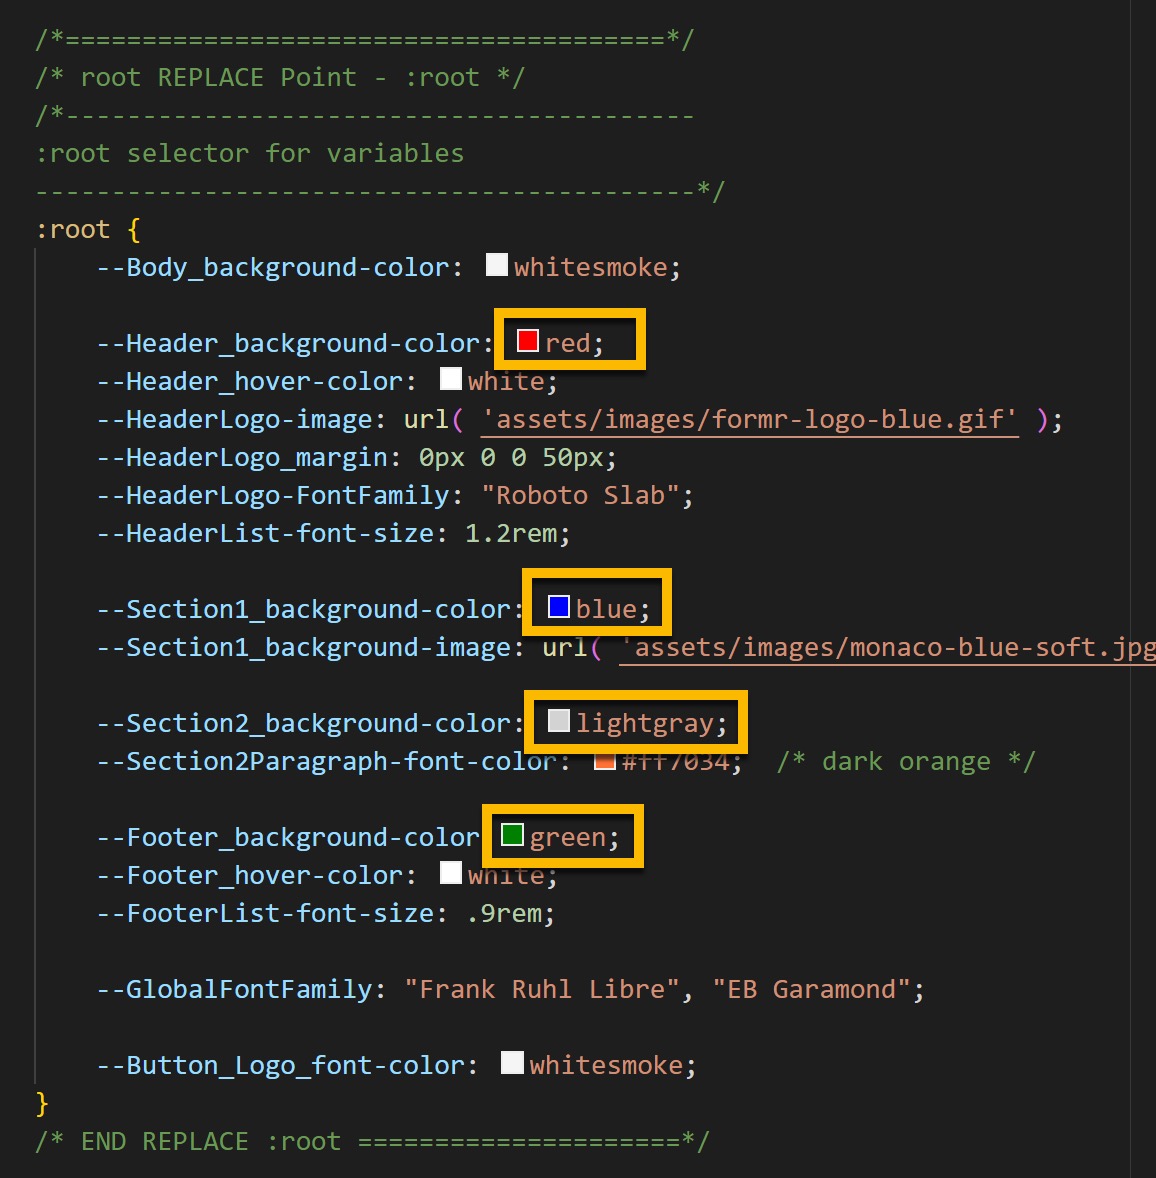 /*=======================================*/
/* root REPLACE Point - :root */
/*-----------------------------------------
:root selector for variables
-------------------------------------------*/
:root {
--Body_background-color: whitesmoke;
--Header_background-color: red;
--Header_hover-color: white;
--HeaderLogo-image: url( 'assets/images/formr-logo-blue.gif' );
--HeaderLogo_margin: 0px 0 0 50px;
--HeaderLogo-FontFamily: "Roboto Slab";
--HeaderList-font-size: 1.2rem;
--Section1_background-color: blue;
--Section1_background-image: url( 'assets/images/monaco-blue-soft.jpg
--Section2_background-color: lightgray;
--Section2Paragraph-font-color: #ff7034; /* dark orange */
--Footer_background-color green;
--Footer_hover-color: white;
--FooterList-font-size: .9rem;
--GlobalFontFamily: "Frank Ruhl Libre", "EB Garamond";
--Button_Logo_font-color: whitesmoke;
}
/* END REPLACE :root =====================*/